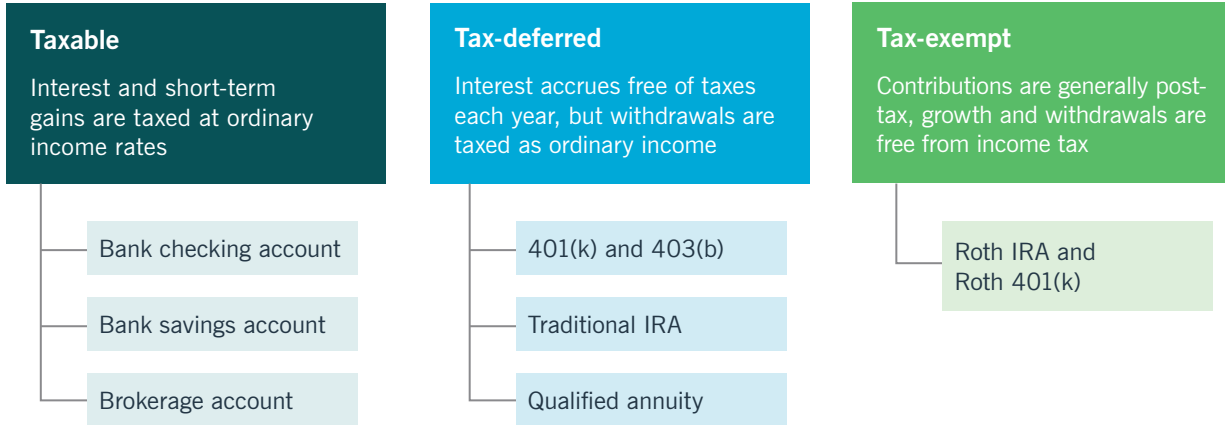 Taxable
Interest and short-term
gains are taxed at ordinary
income rates
Bank checking account
Bank savings account
Brokerage account
Tax-deferred
Interest accrues free of taxes
each year, but withdrawals are
taxed as ordinary income
401(k) and 403(b)
Traditional IRA
Qualified annuity
Tax-exempt
Contributions are generally post-
tax, growth and withdrawals are
free from income tax
Roth IRA and
Roth 401(k)